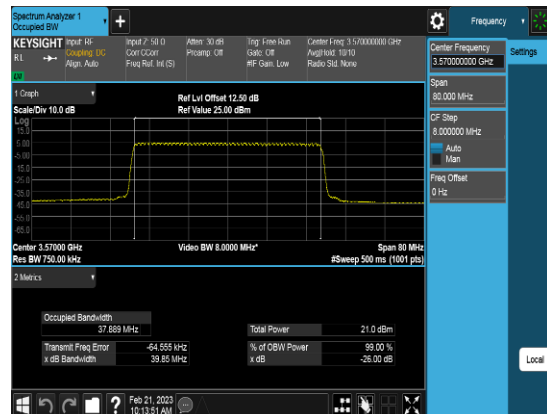 Spectrum Analyzer 1
Occupied BW
+
Frequency
KEYSIGHT Input: RF Input Z: 50 Ω Atten: 30 dB Trig: Free Run Center Freq: 3.570000000 GHz
RL Coupling: DC Corr CCorr Preamp: Off Gate: Off Avg|Hold: 10/10
Align: Auto Freq Ref: Int (S) #IF Gain: Low Radio Std: None
Center Frequency
3.570000000 GHz
Settings
Span
80.000 MHz
CF Step
8.000000 MHz
Auto
Man
Freq Offset
0 Hz
Local
1 Graph
Ref Lvl Offset 12.50 dB
Scale/Div 10.0 dB Ref Value 25.00 dBm
Log
15.0
5.00
-5.00
-15.0
-25.0
-35.0
-45.0
-55.0
-65.0
Center 3.57000 GHz Video BW 8.0000 MHz* Span 80 MHz
Res BW 750.00 kHz #Sweep 500 ms (1001 pts)
2 Metrics
Occupied Bandwidth
37.889 MHz Total Power 21.0 dBm
Transmit Freq Error -64.555 kHz % of OBW Power 99.00 %
x dB Bandwidth 39.85 MHz x dB -26.00 dB
? Feb 21, 2023
10:13:51 AM